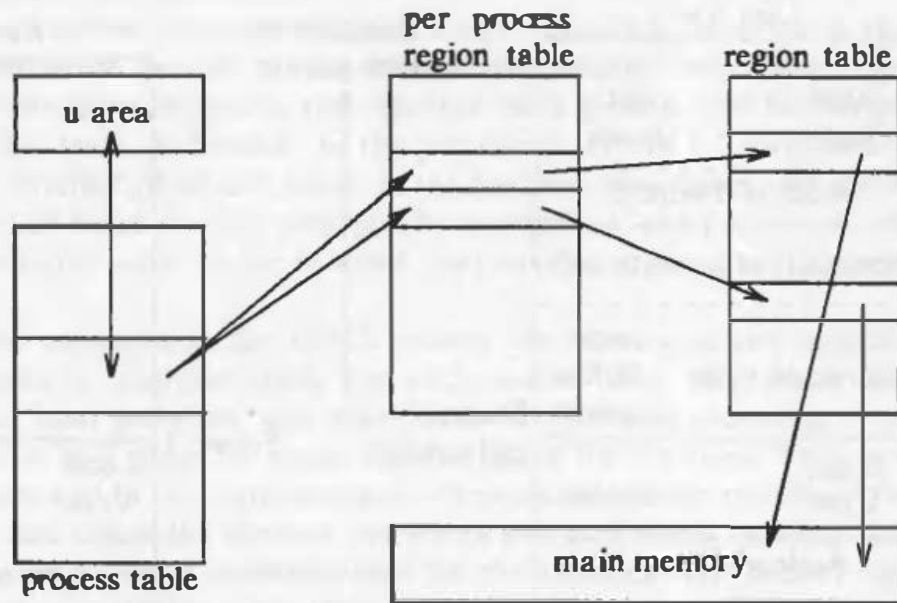 per process
region table
region table
u area
main memory
process table